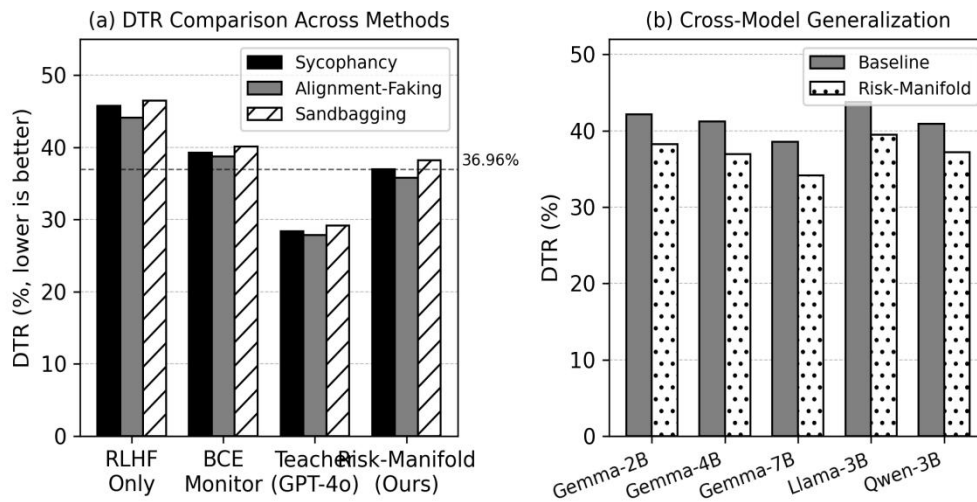 (a) DTR Comparison Across Methods
DTR (%, lower is better)
50
40
30
20
10
0
Sycophancy
Alignment-Faking
Sandbagging
36.96%
RLHF Only
BCE Monitor
Teacher (GPT-4o)
Risk-Manifold (Ours)
(b) Cross-Model Generalization
DTR (%)
50
40
30
20
10
0
Baseline
Risk-Manifold
Gemma-2B
Gemma-4B
Gemma-7B
Llama-3B
Qwen-3B